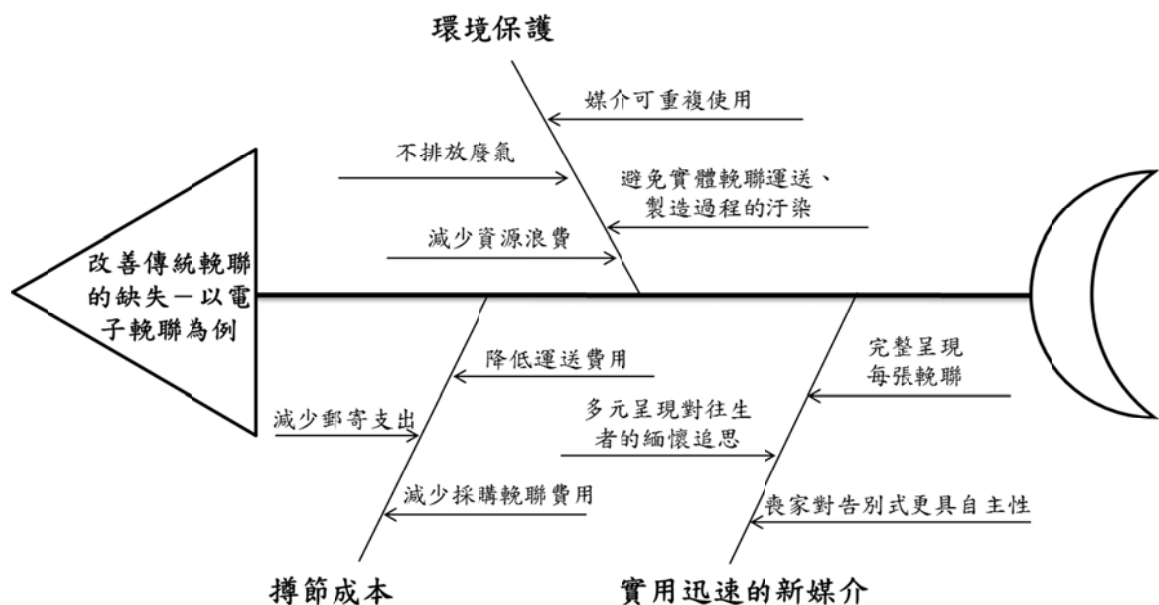 環境保護
媒介可重複使用
不排放廢氣
避免實體輓聯運送、
製造過程的汙染
減少資源浪費
改善傳統輓聯
的缺失－以電
子輓聯為例
降低運送費用
減少郵寄支出
減少採購輓聯費用
撙節成本
完整呈現
每張輓聯
多元呈現對往生
者的緬懷追思
喪家對告別式更具自主性
實用迅速的新媒介